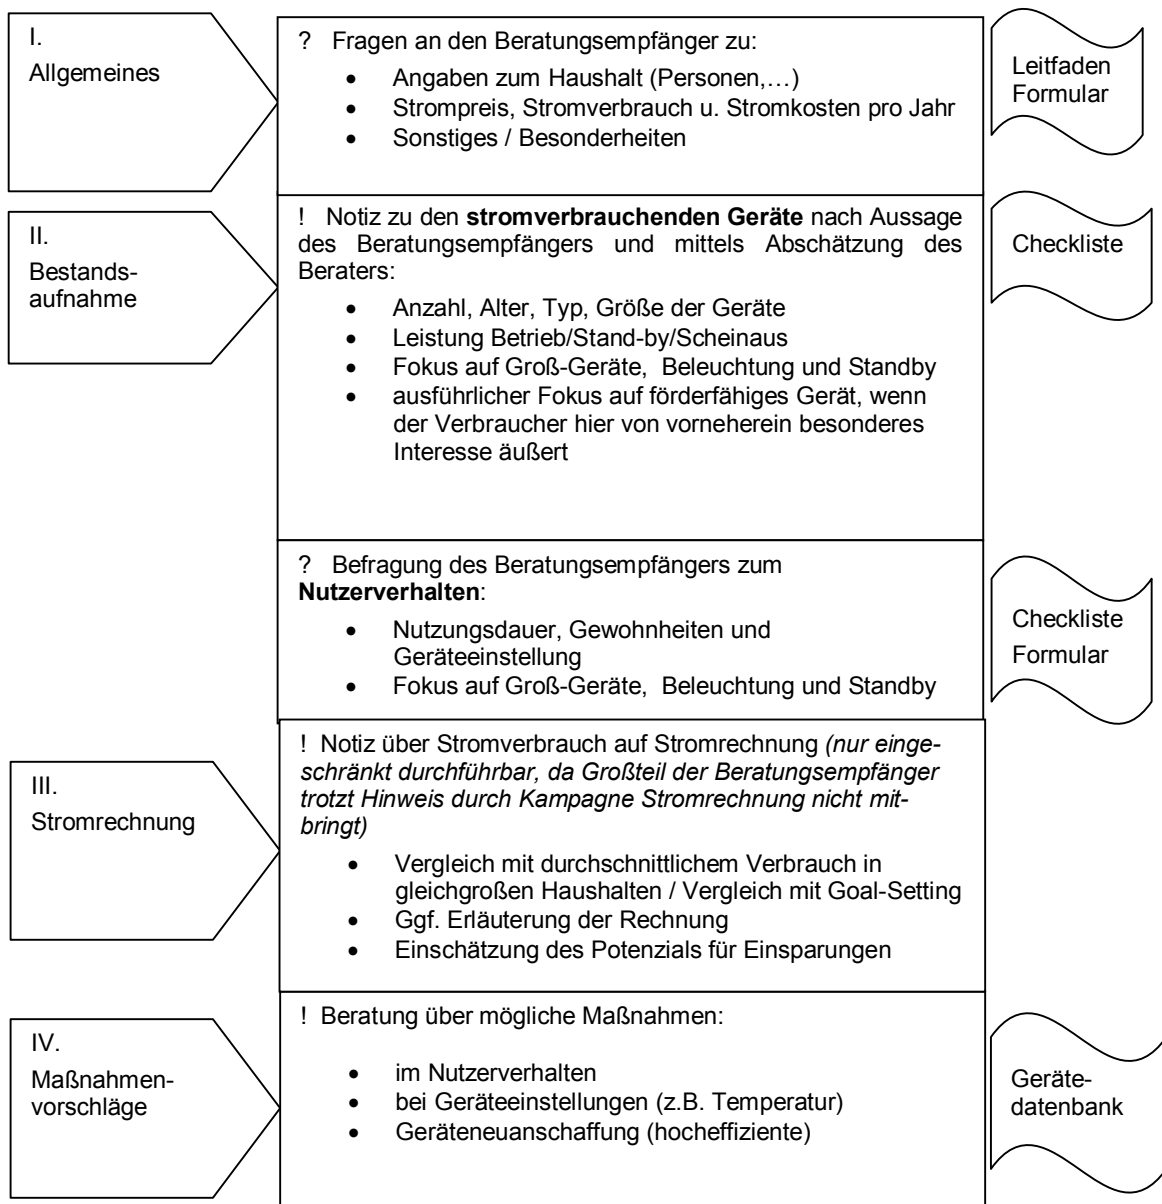 I.
Allgemeines
? Fragen an den Beratungsempfänger zu:
• Angaben zum Haushalt (Personen,…)
• Strompreis, Stromverbrauch u. Stromkosten pro Jahr
• Sonstiges / Besonderheiten
Leitfaden
Formular
II.
Bestands-
aufnahme
! Notiz zu den stromverbrauchenden Geräte nach Aussage
des Beratungsempfängers und mittels Abschätzung des
Beraters:
• Anzahl, Alter, Typ, Größe der Geräte
• Leistung Betrieb/Stand-by/Scheinaus
• Fokus auf Groß-Geräte, Beleuchtung und Standby
• ausführlicher Fokus auf förderfähiges Gerät, wenn
der Verbraucher hier von vorneherein besonderes
Interesse äußert
Checkliste
? Befragung des Beratungsempfängers zum
Nutzerverhalten:
• Nutzungsdauer, Gewohnheiten und
Geräteeinstellung
• Fokus auf Groß-Geräte, Beleuchtung und Standby
Checkliste
Formular
III.
Stromrechnung
! Notiz über Stromverbrauch auf Stromrechnung (nur einge-
schränkt durchführbar, da Großteil der Beratungsempfänger
trotzt Hinweis durch Kampagne Stromrechnung nicht mit-
bringt)
• Vergleich mit durchschnittlichem Verbrauch in
gleichgroßen Haushalten / Vergleich mit Goal-Setting
• Ggf. Erläuterung der Rechnung
• Einschätzung des Potenzials für Einsparungen
IV.
Maßnahmen-
vorschläge
! Beratung über mögliche Maßnahmen:
• im Nutzerverhalten
• bei Geräteeinstellungen (z.B. Temperatur)
• Geräteneuanschaffung (hocheffiziente)
Geräte-
datenbank